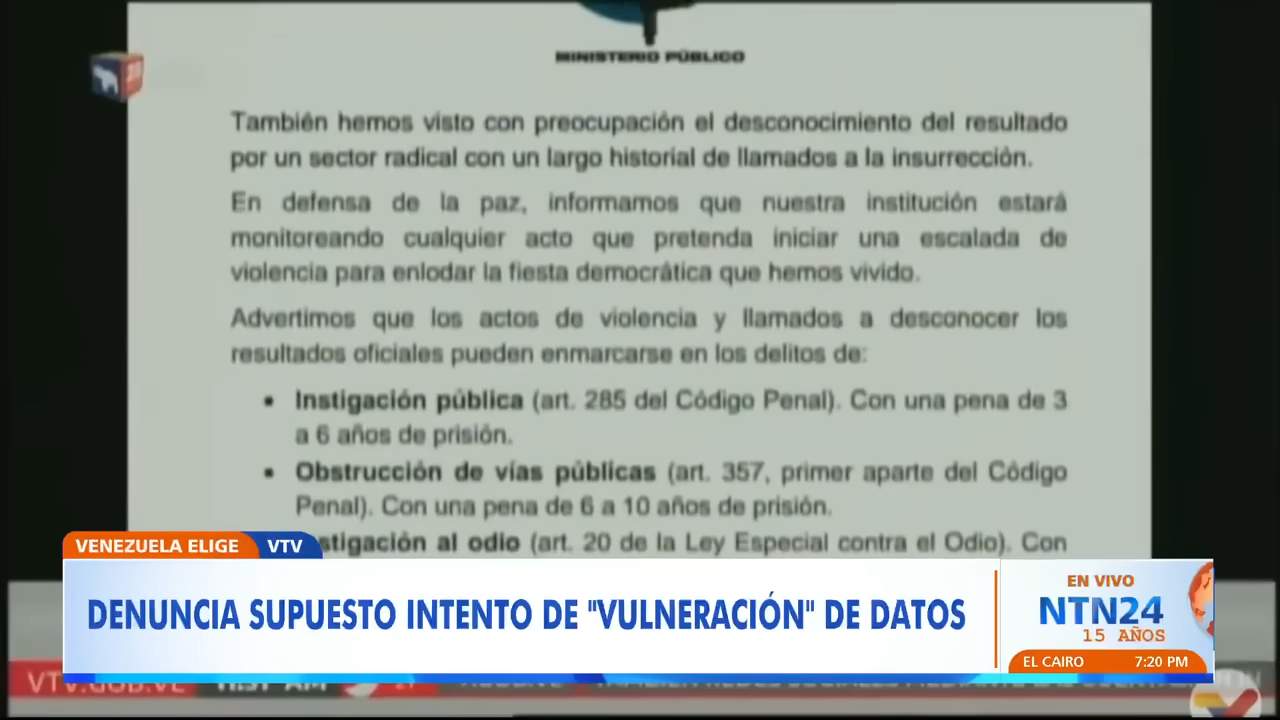 MINISTERIO PÚBLICO
También hemos visto con preocupación el desconocimiento del resultado
por un sector radical con un largo historial de llamados a la insurrección.
En defensa de la paz, informamos que nuestra institución estará
monitoreando cualquier acto que pretenda iniciar una escalada de
violencia para enlodar la fiesta democrática que hemos vivido.
Advertimos que los actos de violencia y llamados a desconocer los
resultados oficiales pueden enmarcarse en los delitos de:
• Instigación pública (art. 285 del Código Penal). Con una pena de 3
a 6 años de prisión.
• Obstrucción de vías públicas (art. 357, primer aparte del Código
Penal). Con una pena de 6 a 10 años de prisión.
stigación al odio (art. 20 de la Ley Especial contra el Odio). Con
VENEZUELA ELIGE VTV
DENUNCIA SUPUESTO INTENTO DE "VULNERACIÓN" DE DATOS
EN VIVO
NTN24
15 AÑOS
EL CAIRO 7:20 PM
VTV.GOB.VE